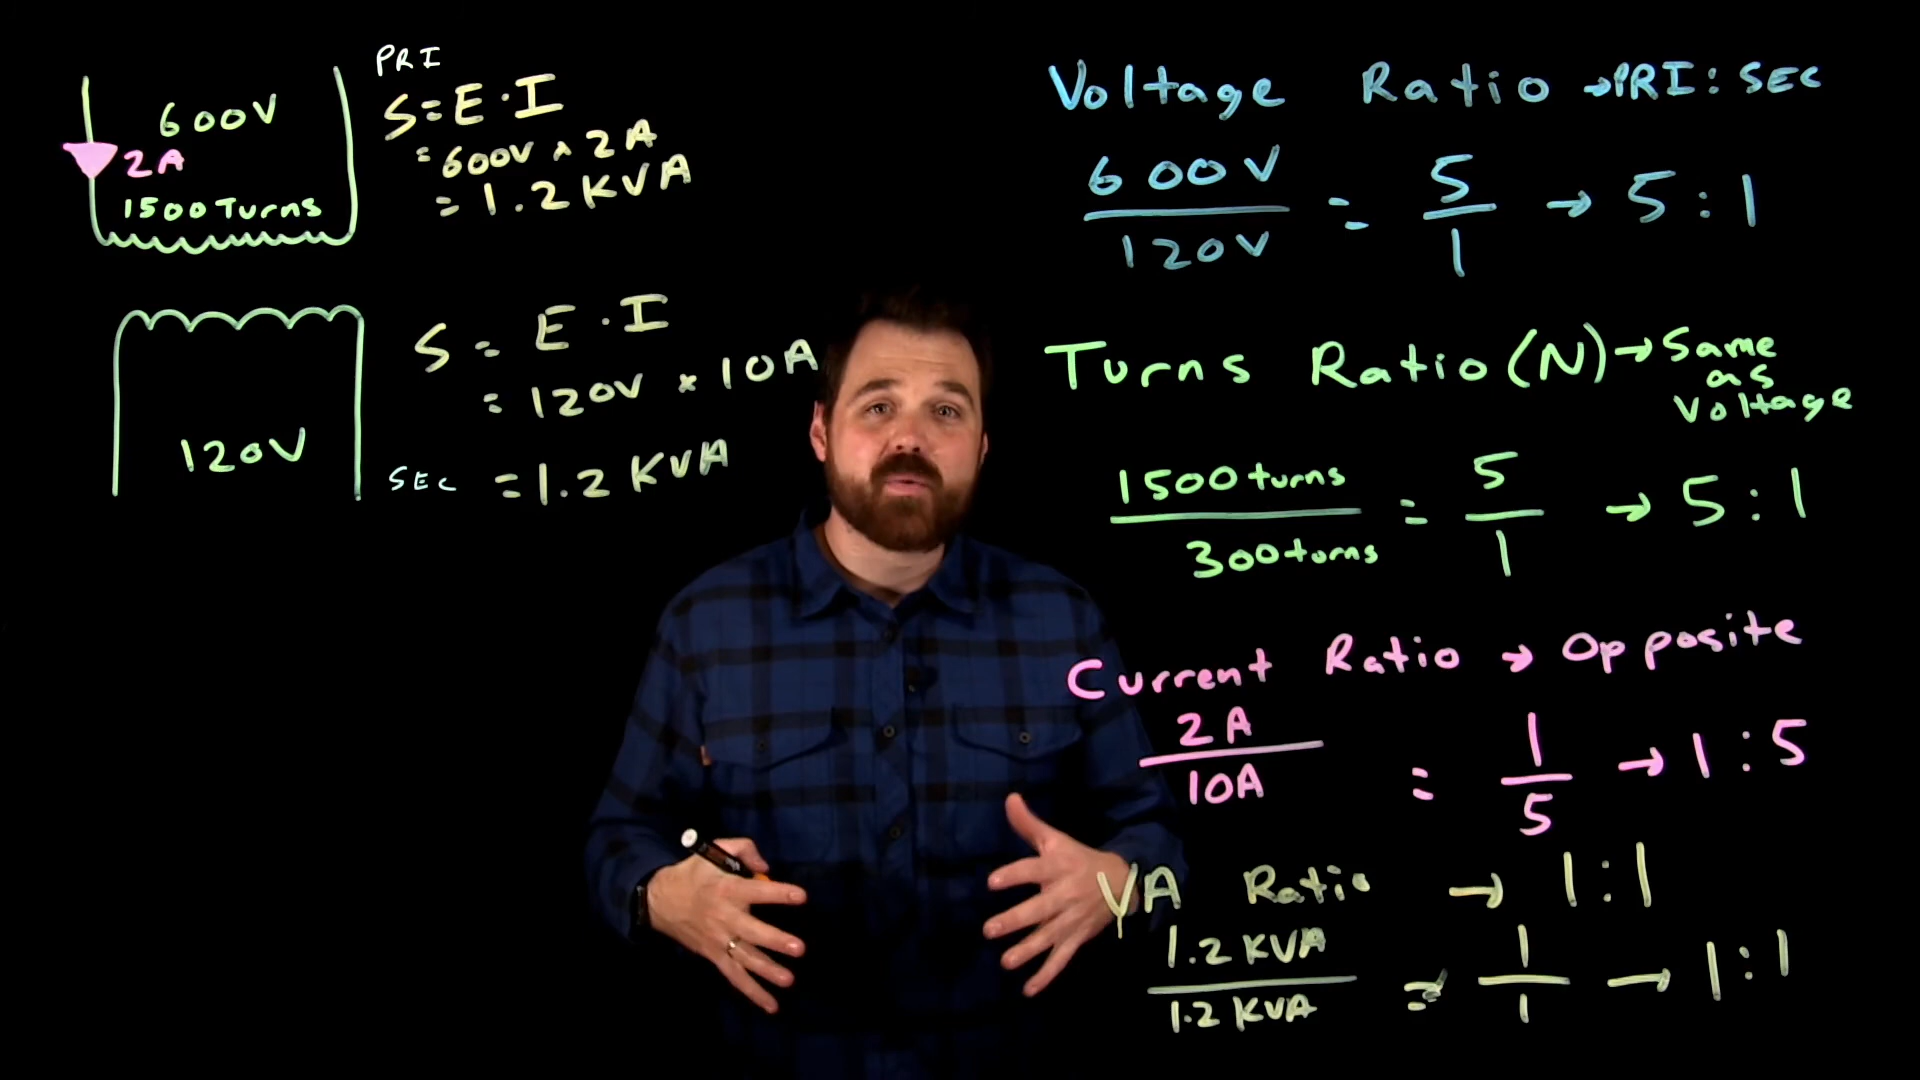 PRI
600V
2A
1500 Turns
S = E · I
= 600V × 2A
= 1.2 KVA
120V
S = E · I
= 120V × 10A
SEC = 1.2 KVA
Voltage Ratio → PRI : SEC
600V / 120V = 5 / 1 → 5 : 1
Turns Ratio (N) → Same as Voltage
1500 turns / 300 turns = 5 / 1 → 5 : 1
Current Ratio → Opposite
2A / 10A = 1 / 5 → 1 : 5
VA Ratio → 1 : 1
1.2 KVA / 1.2 KVA = 1 / 1 → 1 : 1